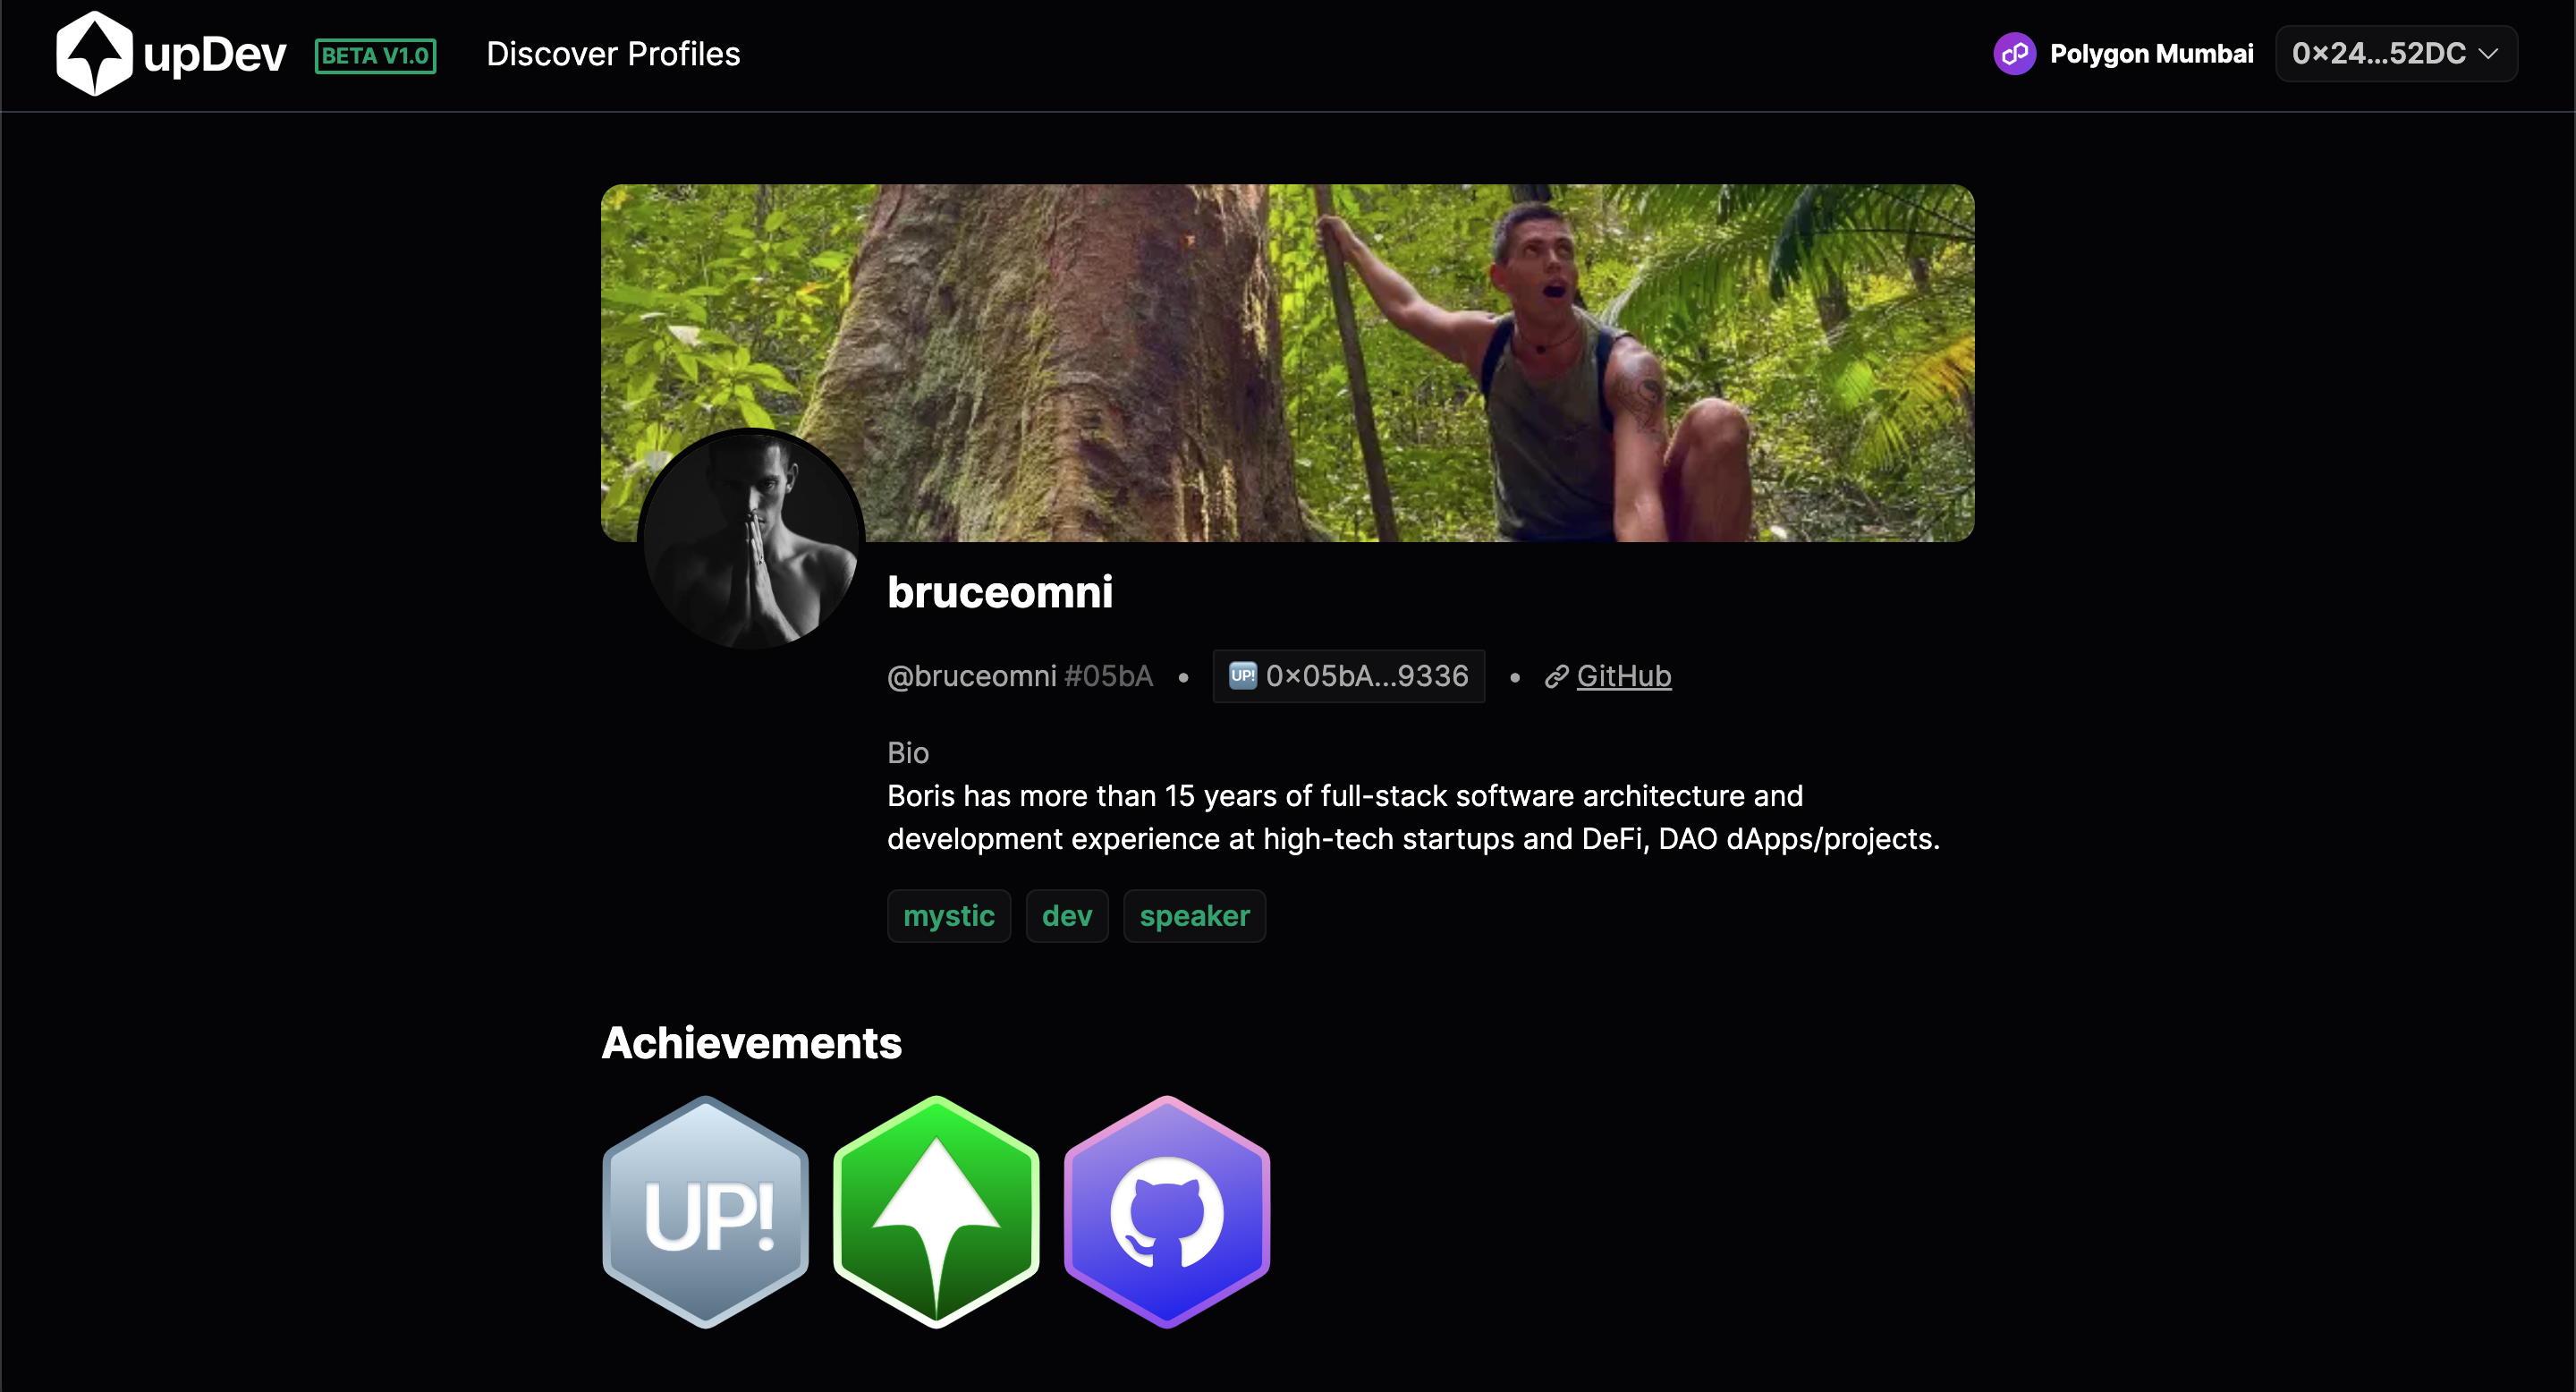 upDev BETA V1.0 Discover Profiles Polygon Mumbai 0×24...52DC
bruceomni
@bruceomni #05bA • UP! 0×05bA...9336 • GitHub
Bio
Boris has more than 15 years of full-stack software architecture and
development experience at high-tech startups and DeFi, DAO dApps/projects.
mystic dev speaker
Achievements
UP!